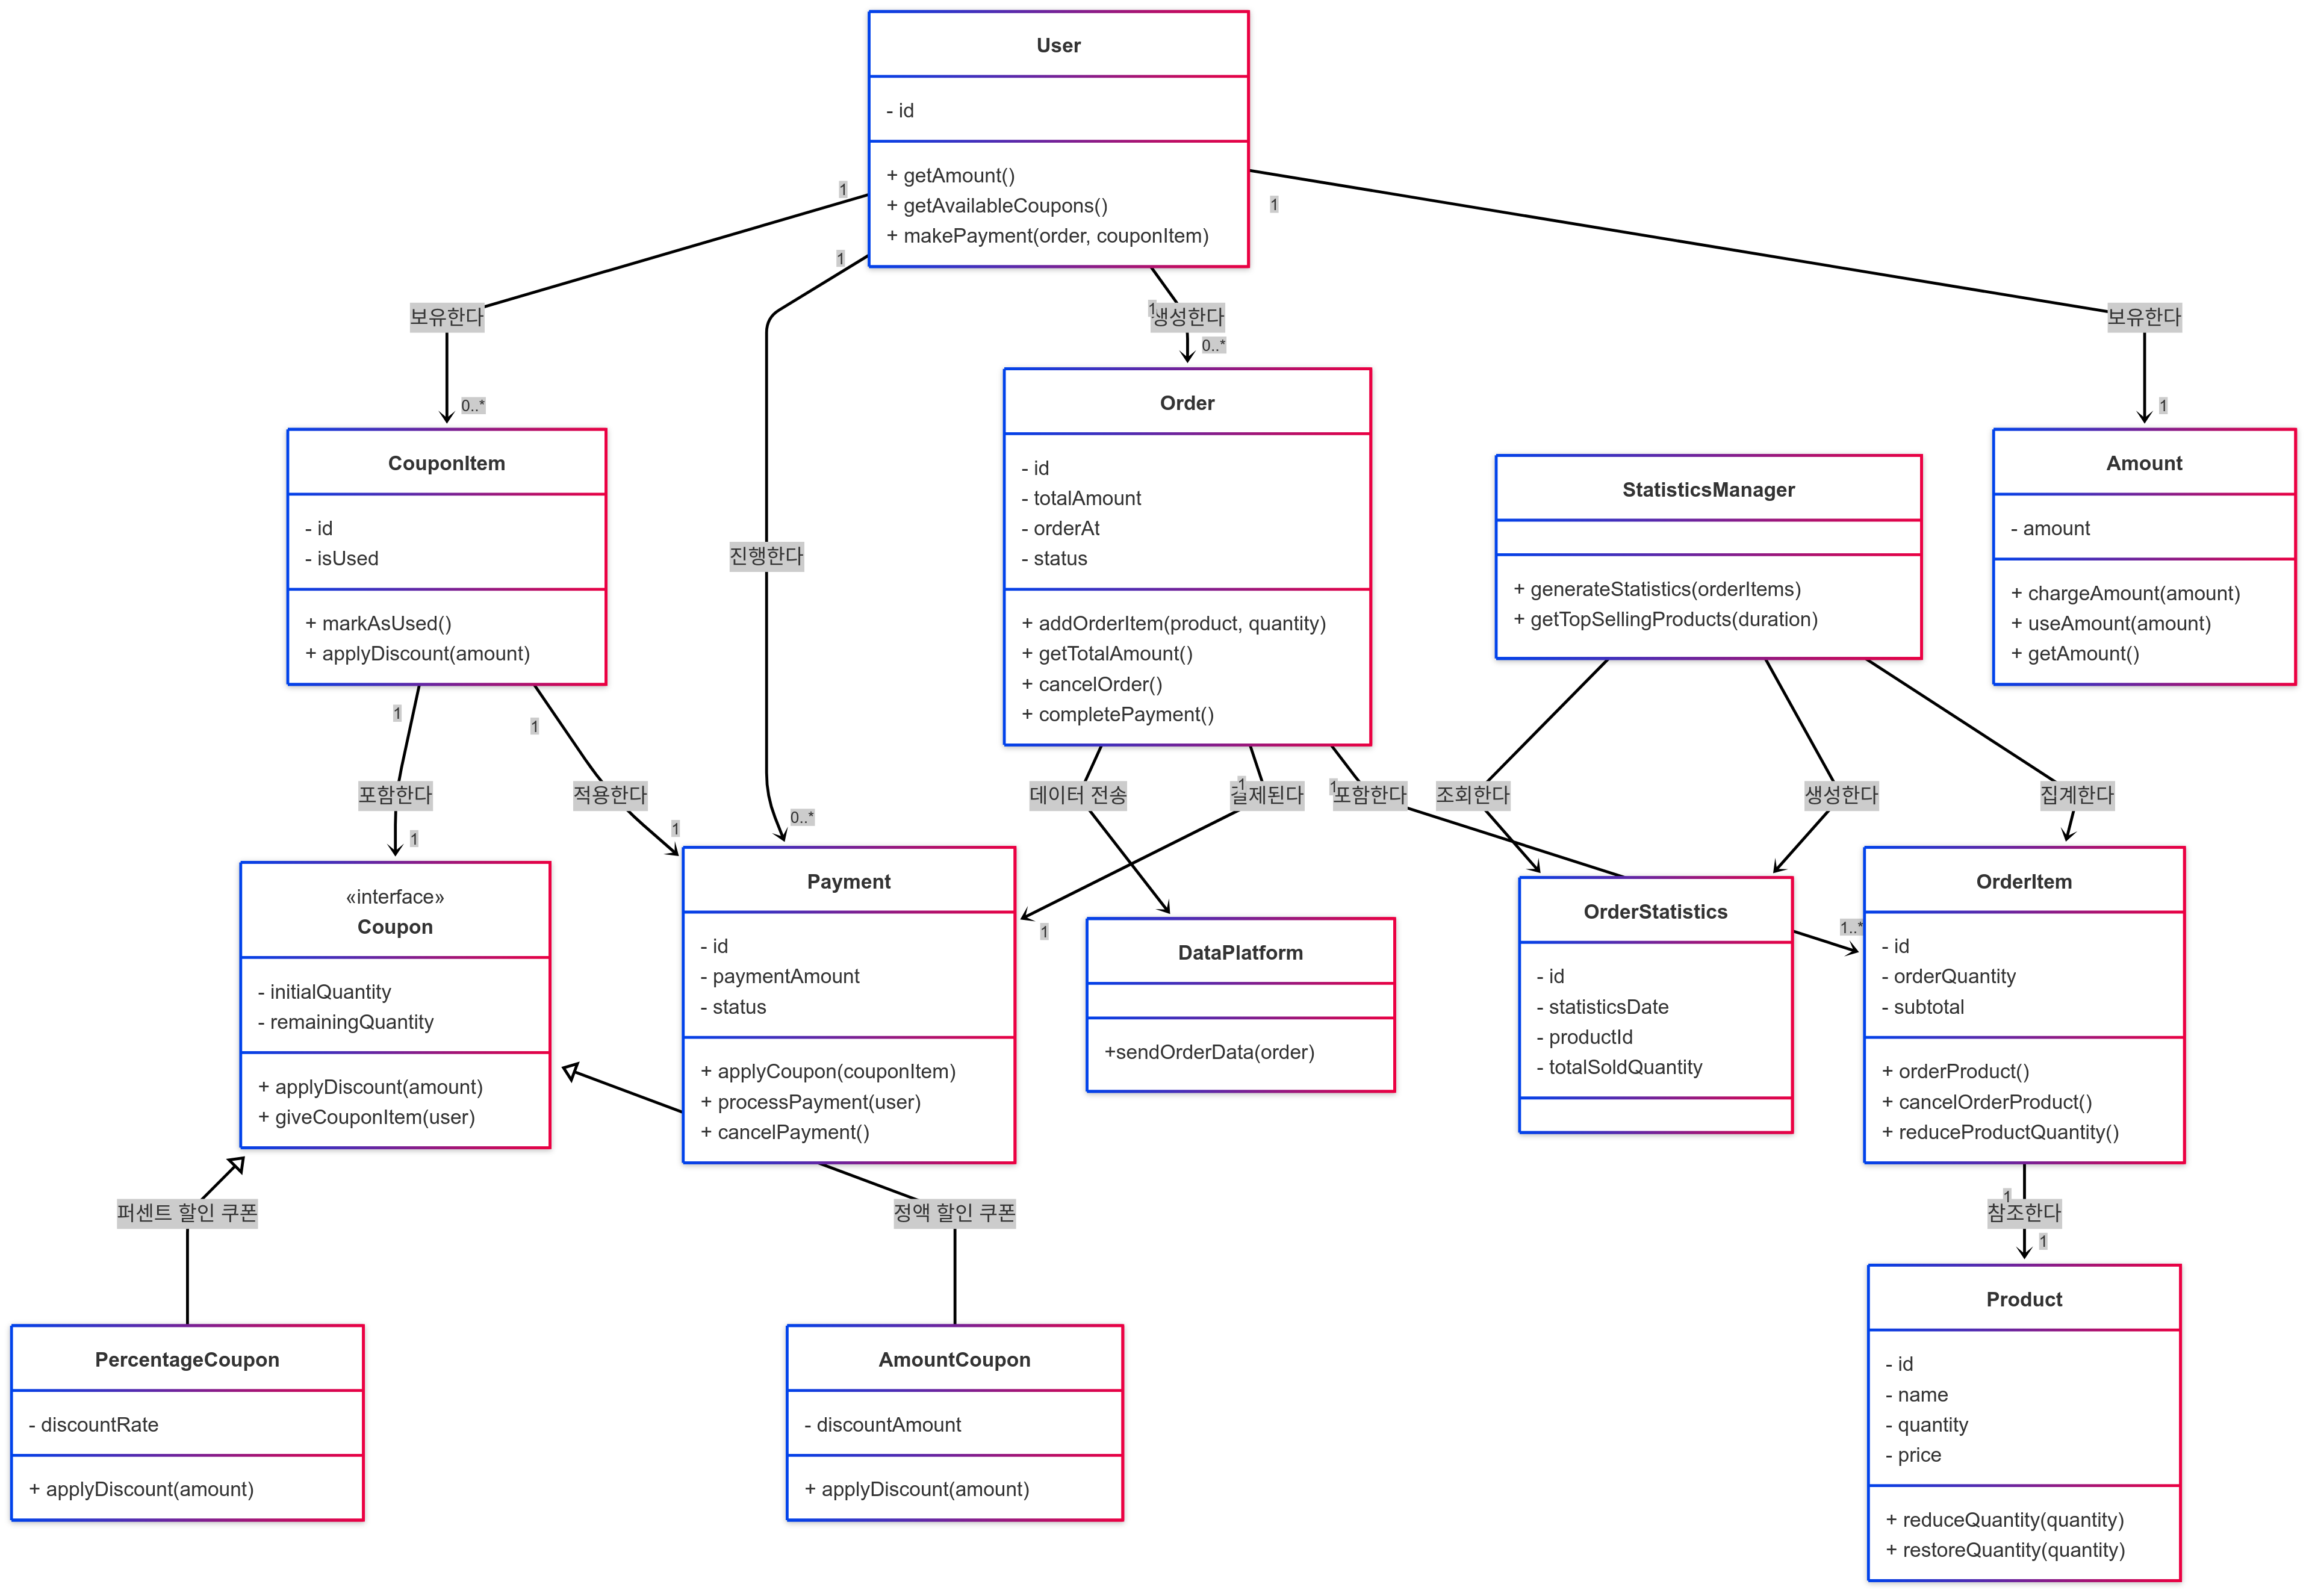 User
- id
+ getAmount()
+ getAvailableCoupons()
+ makePayment(order, couponItem)
1
1
1
보유한다
1
생성한다
0..*
보유한다
0..*
1
진행한다
CouponItem
- id
- isUsed
+ markAsUsed()
+ applyDiscount(amount)
Order
- id
- totalAmount
- orderAt
- status
+ addOrderItem(product, quantity)
+ getTotalAmount()
+ cancelOrder()
+ completePayment()
StatisticsManager
+ generateStatistics(orderItems)
+ getTopSellingProducts(duration)
Amount
- amount
+ chargeAmount(amount)
+ useAmount(amount)
+ getAmount()
1
1
포함한다
적용한다
데이터 전송
1
결제된다
1
포함한다
조회한다
생성한다
집계한다
1
1
0..*
1
1..*
«interface»
Coupon
- initialQuantity
- remainingQuantity
+ applyDiscount(amount)
+ giveCouponItem(user)
Payment
- id
- paymentAmount
- status
+ applyCoupon(couponItem)
+ processPayment(user)
+ cancelPayment()
DataPlatform
+sendOrderData(order)
OrderStatistics
- id
- statisticsDate
- productId
- totalSoldQuantity
OrderItem
- id
- orderQuantity
- subtotal
+ orderProduct()
+ cancelOrderProduct()
+ reduceProductQuantity()
퍼센트 할인 쿠폰
정액 할인 쿠폰
1
참조한다
1
PercentageCoupon
- discountRate
+ applyDiscount(amount)
AmountCoupon
- discountAmount
+ applyDiscount(amount)
Product
- id
- name
- quantity
- price
+ reduceQuantity(quantity)
+ restoreQuantity(quantity)